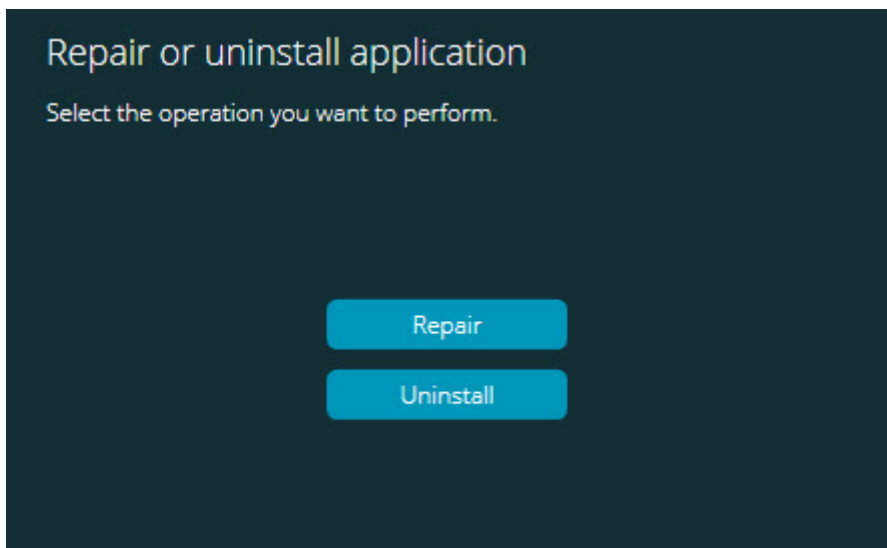 Repair or uninstall application
Select the operation you want to perform.
Repair
Uninstall